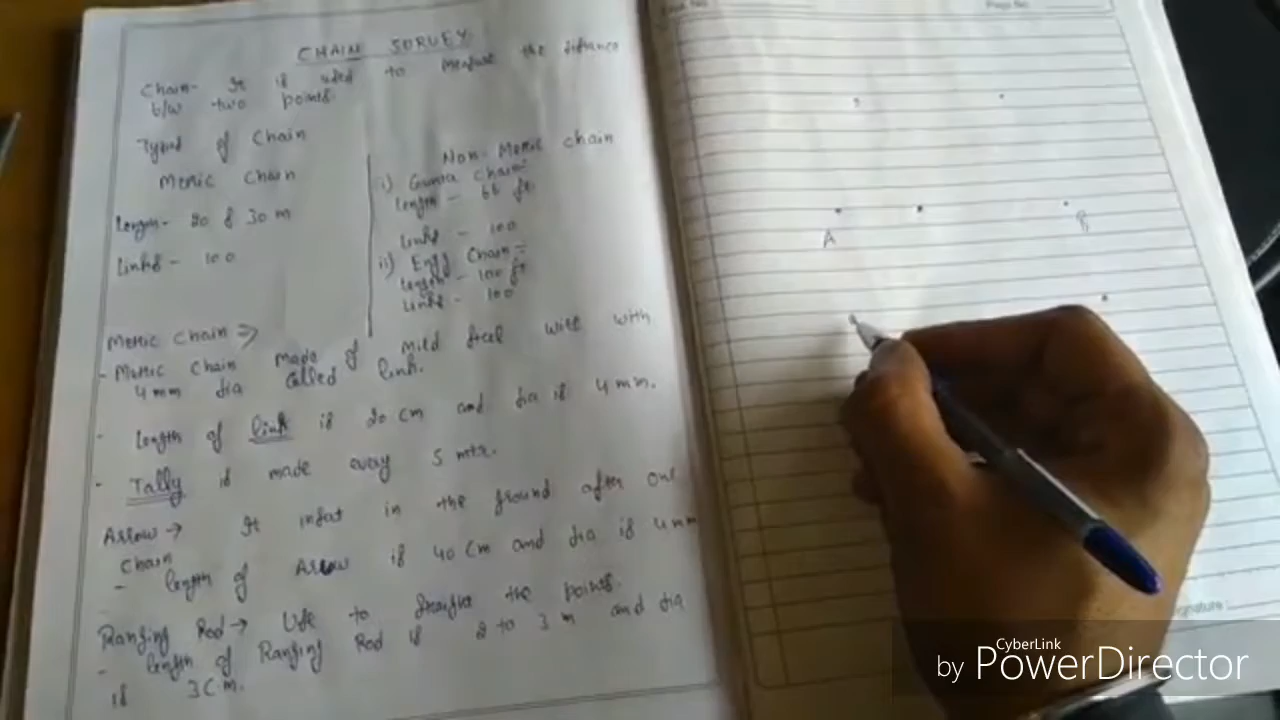 CHAIN SURVEY
Chain- It is used to measure the distance
b/w two points.
Types of Chain
Metric Chain
Length- 20 & 30 m
Links - 100
Non-Metric chain
i) Gunta Chain:-
length - 66 ft.
links - 100
ii) Engg Chain:-
length - 100 ft
links - 100
Metric Chain ⇒
- Metric Chain made of Mild steel wire with
4 mm dia called link.
- length of link is 20 cm and dia is 4 mm.
- Tally is made every 5 mtr.
Arrow → It in the ground after one
chain
- length of Arrow is 40 cm and dia is 4 mm
Ranging Rod → Use to the points.
- length of Ranging Rod is 2 to 3 m and dia
is 3 cm.
Page No.
A
B
Signature :
CyberLink
by PowerDirector